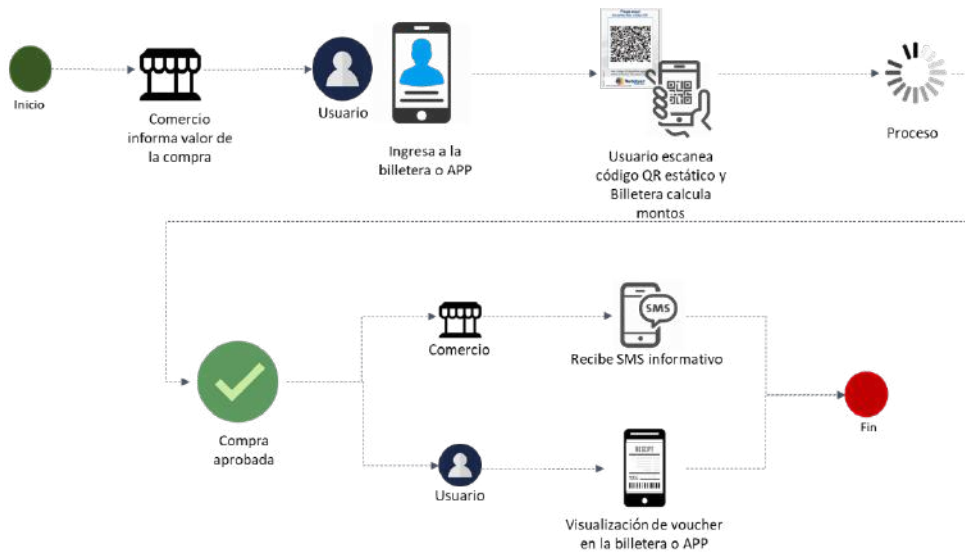 Inicio
Comercio
informa valor de
la compra
Usuario
Ingresa a la
billetera o APP
Usuario escanea
código QR estático y
Billetera calcula
montos
Proceso
Compra
aprobada
Comercio
SMS
Recibe SMS informativo
Usuario
RECEIPT
Visualización de voucher
en la billetera o APP
Fin